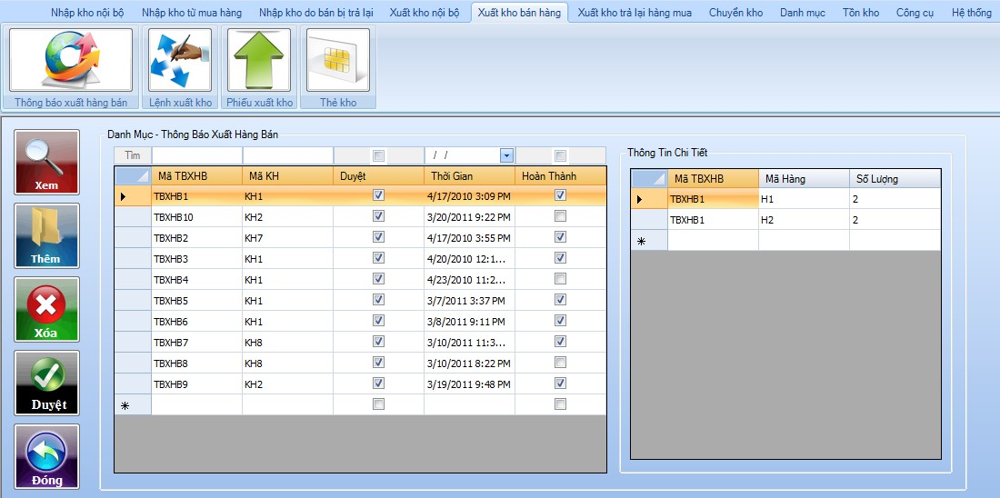 Nhập kho nội bộ Nhập kho từ mua hàng Nhập kho do bán bị trả lại Xuất kho nội bộ Xuất kho bán hàng Xuất kho trả lại hàng mua Chuyển kho Danh mục Tồn kho Công cụ Hệ thống
Thông báo xuất hàng bán Lệnh xuất kho Phiếu xuất kho Thẻ kho
Xem
Thêm
Xóa
Duyệt
Đóng
Danh Mục - Thông Báo Xuất Hàng Bán
Tìm / /
Mã TBXHB Mã KH Duyệt Thời Gian Hoàn Thành
TBXHB1 KH1 4/17/2010 3:09 PM
TBXHB10 KH2 3/20/2011 9:22 PM
TBXHB2 KH7 4/17/2010 3:55 PM
TBXHB3 KH1 4/20/2010 12:1...
TBXHB4 KH1 4/23/2010 11:2...
TBXHB5 KH1 3/7/2011 3:37 PM
TBXHB6 KH1 3/8/2011 9:11 PM
TBXHB7 KH8 3/10/2011 11:3...
TBXHB8 KH8 3/10/2011 8:22 PM
TBXHB9 KH2 3/19/2011 9:48 PM
Thông Tin Chi Tiết
Mã TBXHB Mã Hàng Số Lượng
TBXHB1 H1 2
TBXHB1 H2 2